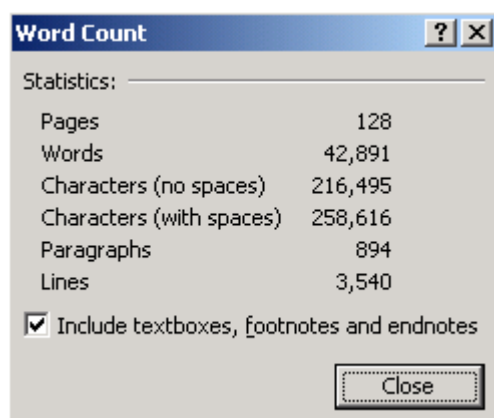 Word Count
Statistics:
Pages 128
Words 42,891
Characters (no spaces) 216,495
Characters (with spaces) 258,616
Paragraphs 894
Lines 3,540
Include textboxes, footnotes and endnotes
Close